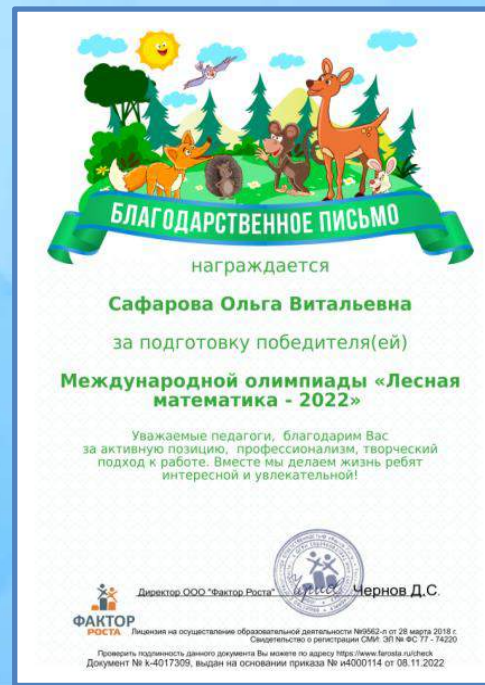 БЛАГОДАРСТВЕННОЕ ПИСЬМО
награждается
Сафарова Ольга Витальевна
за подготовку победителя(ей)
Международной олимпиады «Лесная
математика - 2022»
Уважаемые педагоги, благодарим Вас
за активную позицию, профессионализм, творческий
подход к работе. Вместе мы делаем жизнь ребят
интересной и увлекательной!
Директор ООО "Фактор Роста" Чернов Д.С.
ФАКТОР
РОСТА
Лицензия на осуществление образовательной деятельности №9562-л от 28 марта 2018 г.
Свидетельство о регистрации СМИ: ЭЛ № ФС 77 - 74220
Проверить подлинность данного документа Вы можете по адресу https://www.farosta.ru/check
Документ № k-4017309, выдан на основании приказа № и4000114 от 08.11.2022